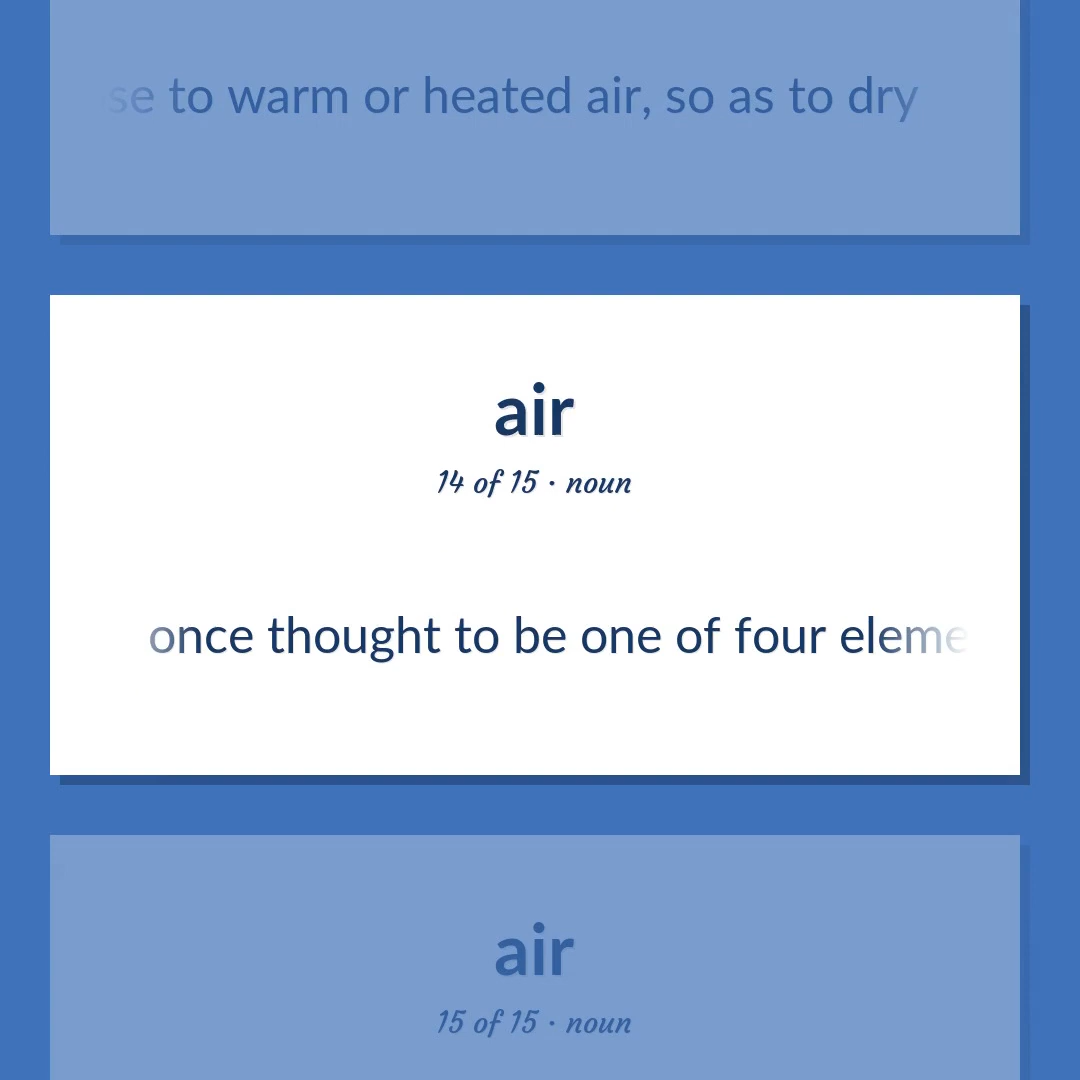 to warm or heated air, so as to dry
air
14 of 15 · noun
once thought to be one of four eleme
air
15 of 15 · noun